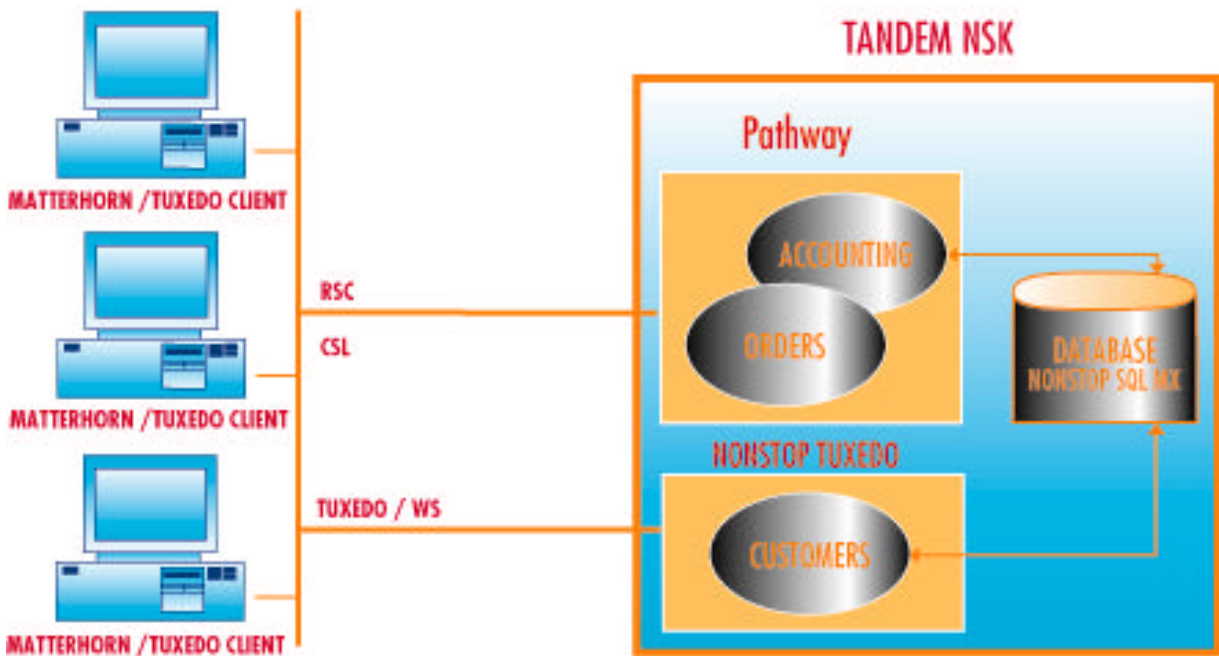 TANDEM NSK
Pathway
MATTERHORN /TUXEDO CLIENT
ACCOUNTING
RSC
CSL
ORDERS
DATABASE
NONSTOP SQL MX
MATTERHORN /TUXEDO CLIENT
NONSTOP TUXEDO
TUXEDO / WS
CUSTOMERS
MATTERHORN /TUXEDO CLIENT